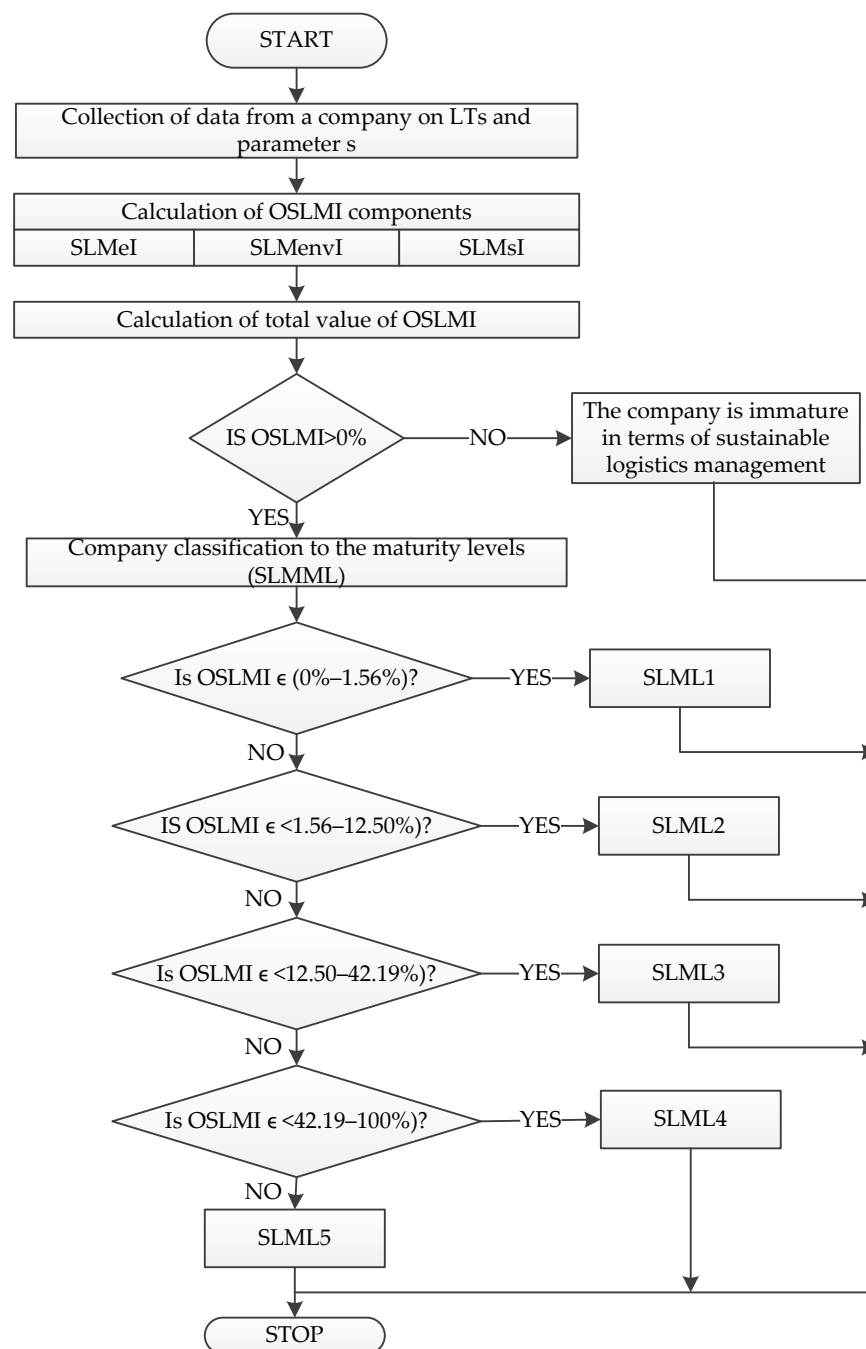 START
Collection of data from a company on LTs and
parameter s
Calculation of OSLMI components
SLMeI
SLMenvI
SLMsI
Calculation of total value of OSLMI
IS OSLMI>0%
NO
The company is immature
in terms of sustainable
logistics management
YES
Company classification to the maturity levels
(SLMML)
Is OSLMI ϵ (0%–1.56%)?
YES
SLML1
NO
IS OSLMI ϵ <1.56–12.50%)?
YES
SLML2
NO
Is OSLMI ϵ <12.50–42.19%)?
YES
SLML3
NO
Is OSLMI ϵ <42.19–100%)?
YES
SLML4
NO
SLML5
STOP